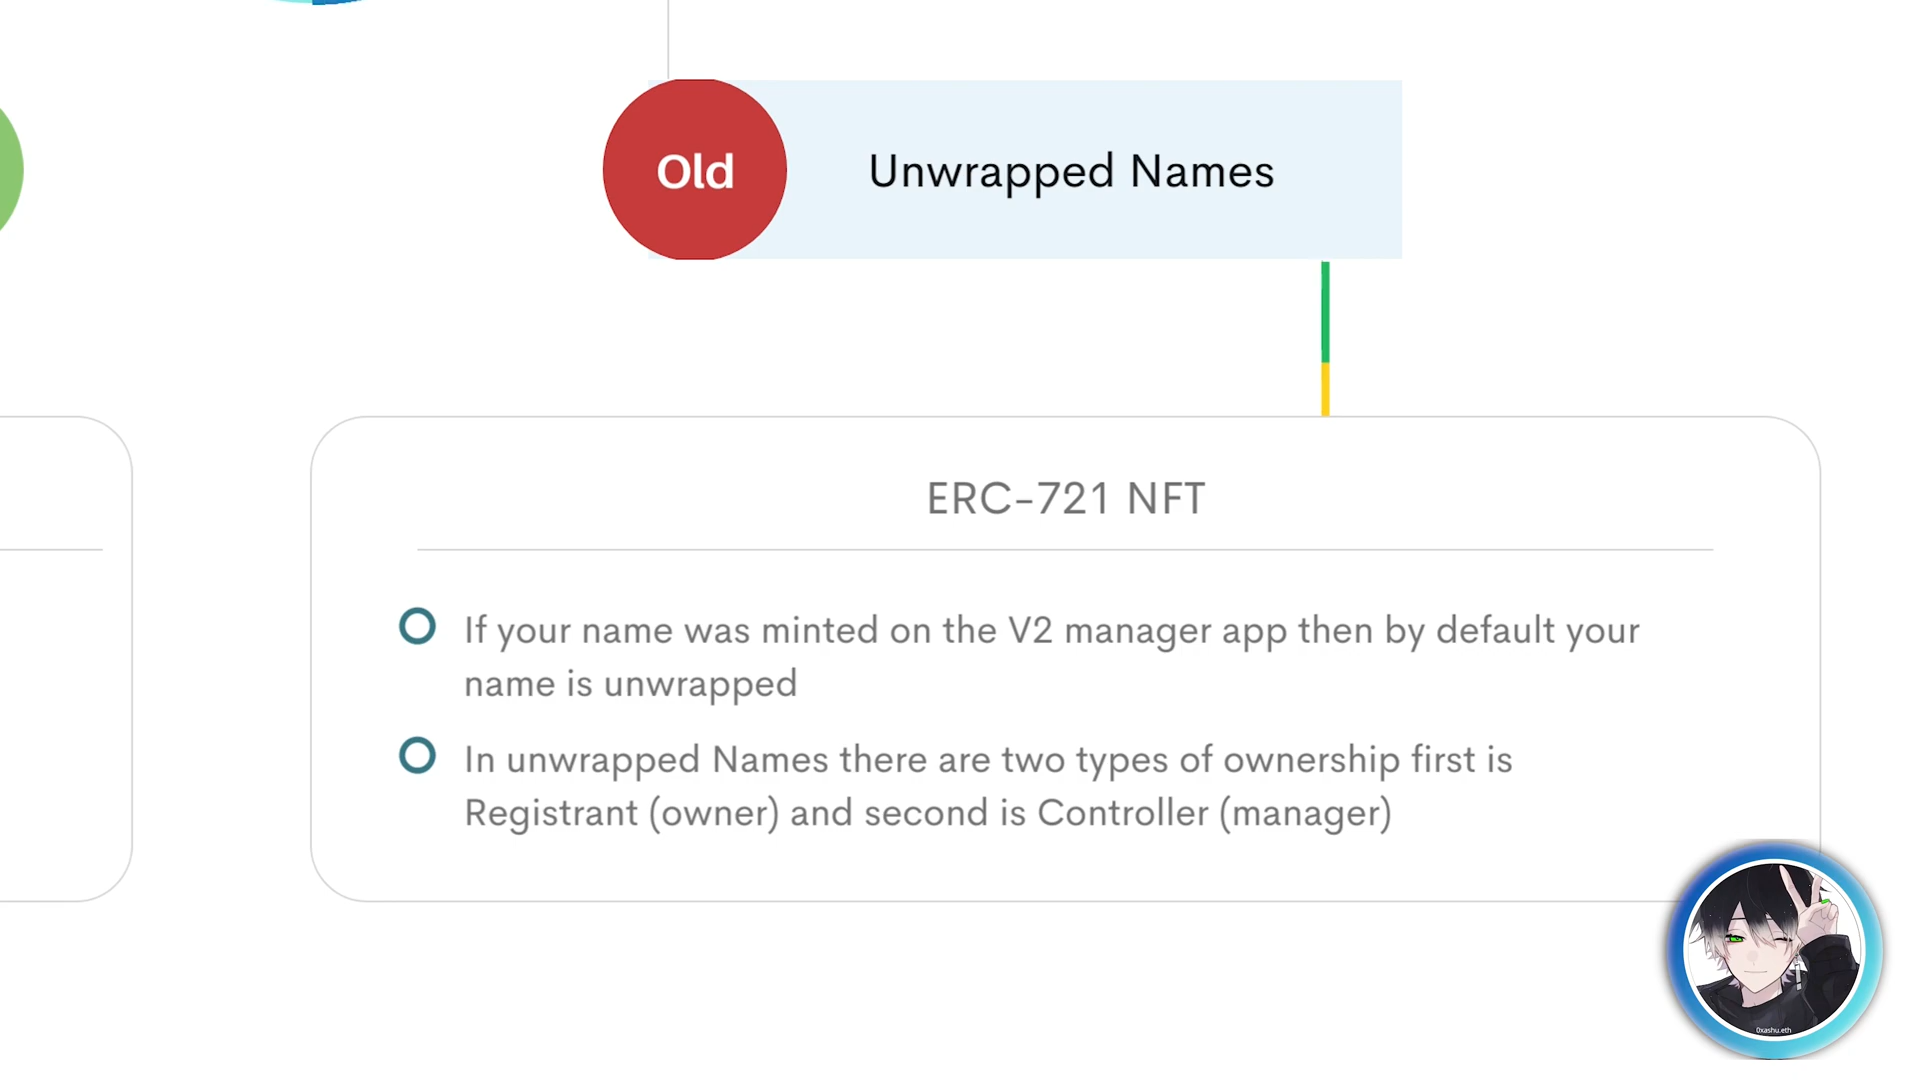 Old
Unwrapped Names
ERC-721 NFT
If your name was minted on the V2 manager app then by default your
name is unwrapped
In unwrapped Names there are two types of ownership first is
Registrant (owner) and second is Controller (manager)
0xashu.eth